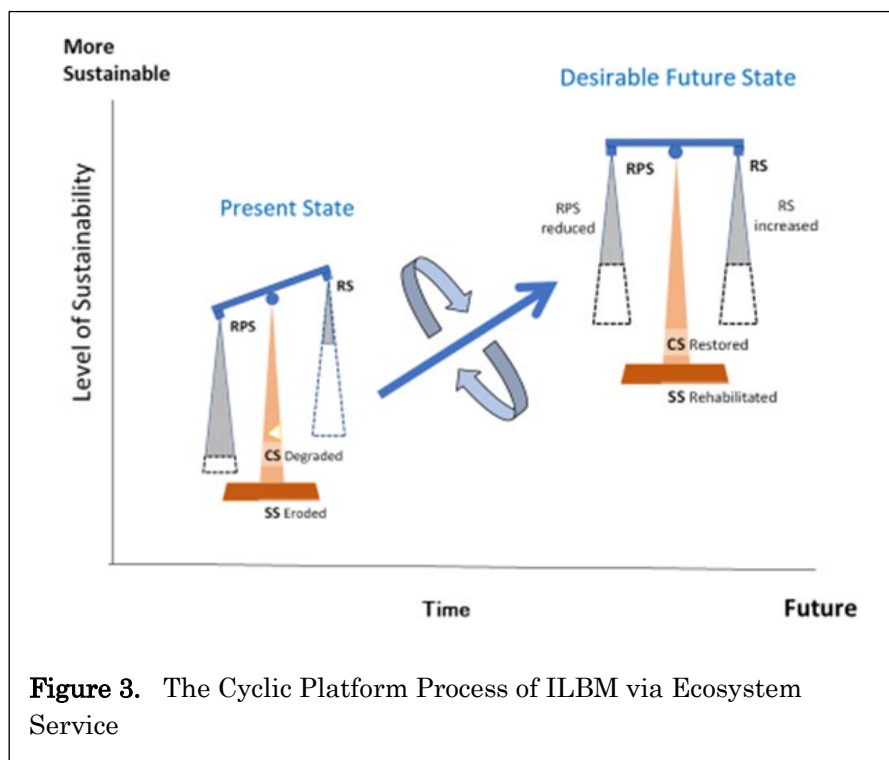 More
Sustainable
Desirable Future State
Level of Sustainability
RPS
RS
Present State
RPS
reduced
RS
increased
RS
RPS
CS Restored
SS Rehabilitated
CS Degraded
SS Eroded
Time
Future
Figure 3. The Cyclic Platform Process of ILBM via Ecosystem
Service